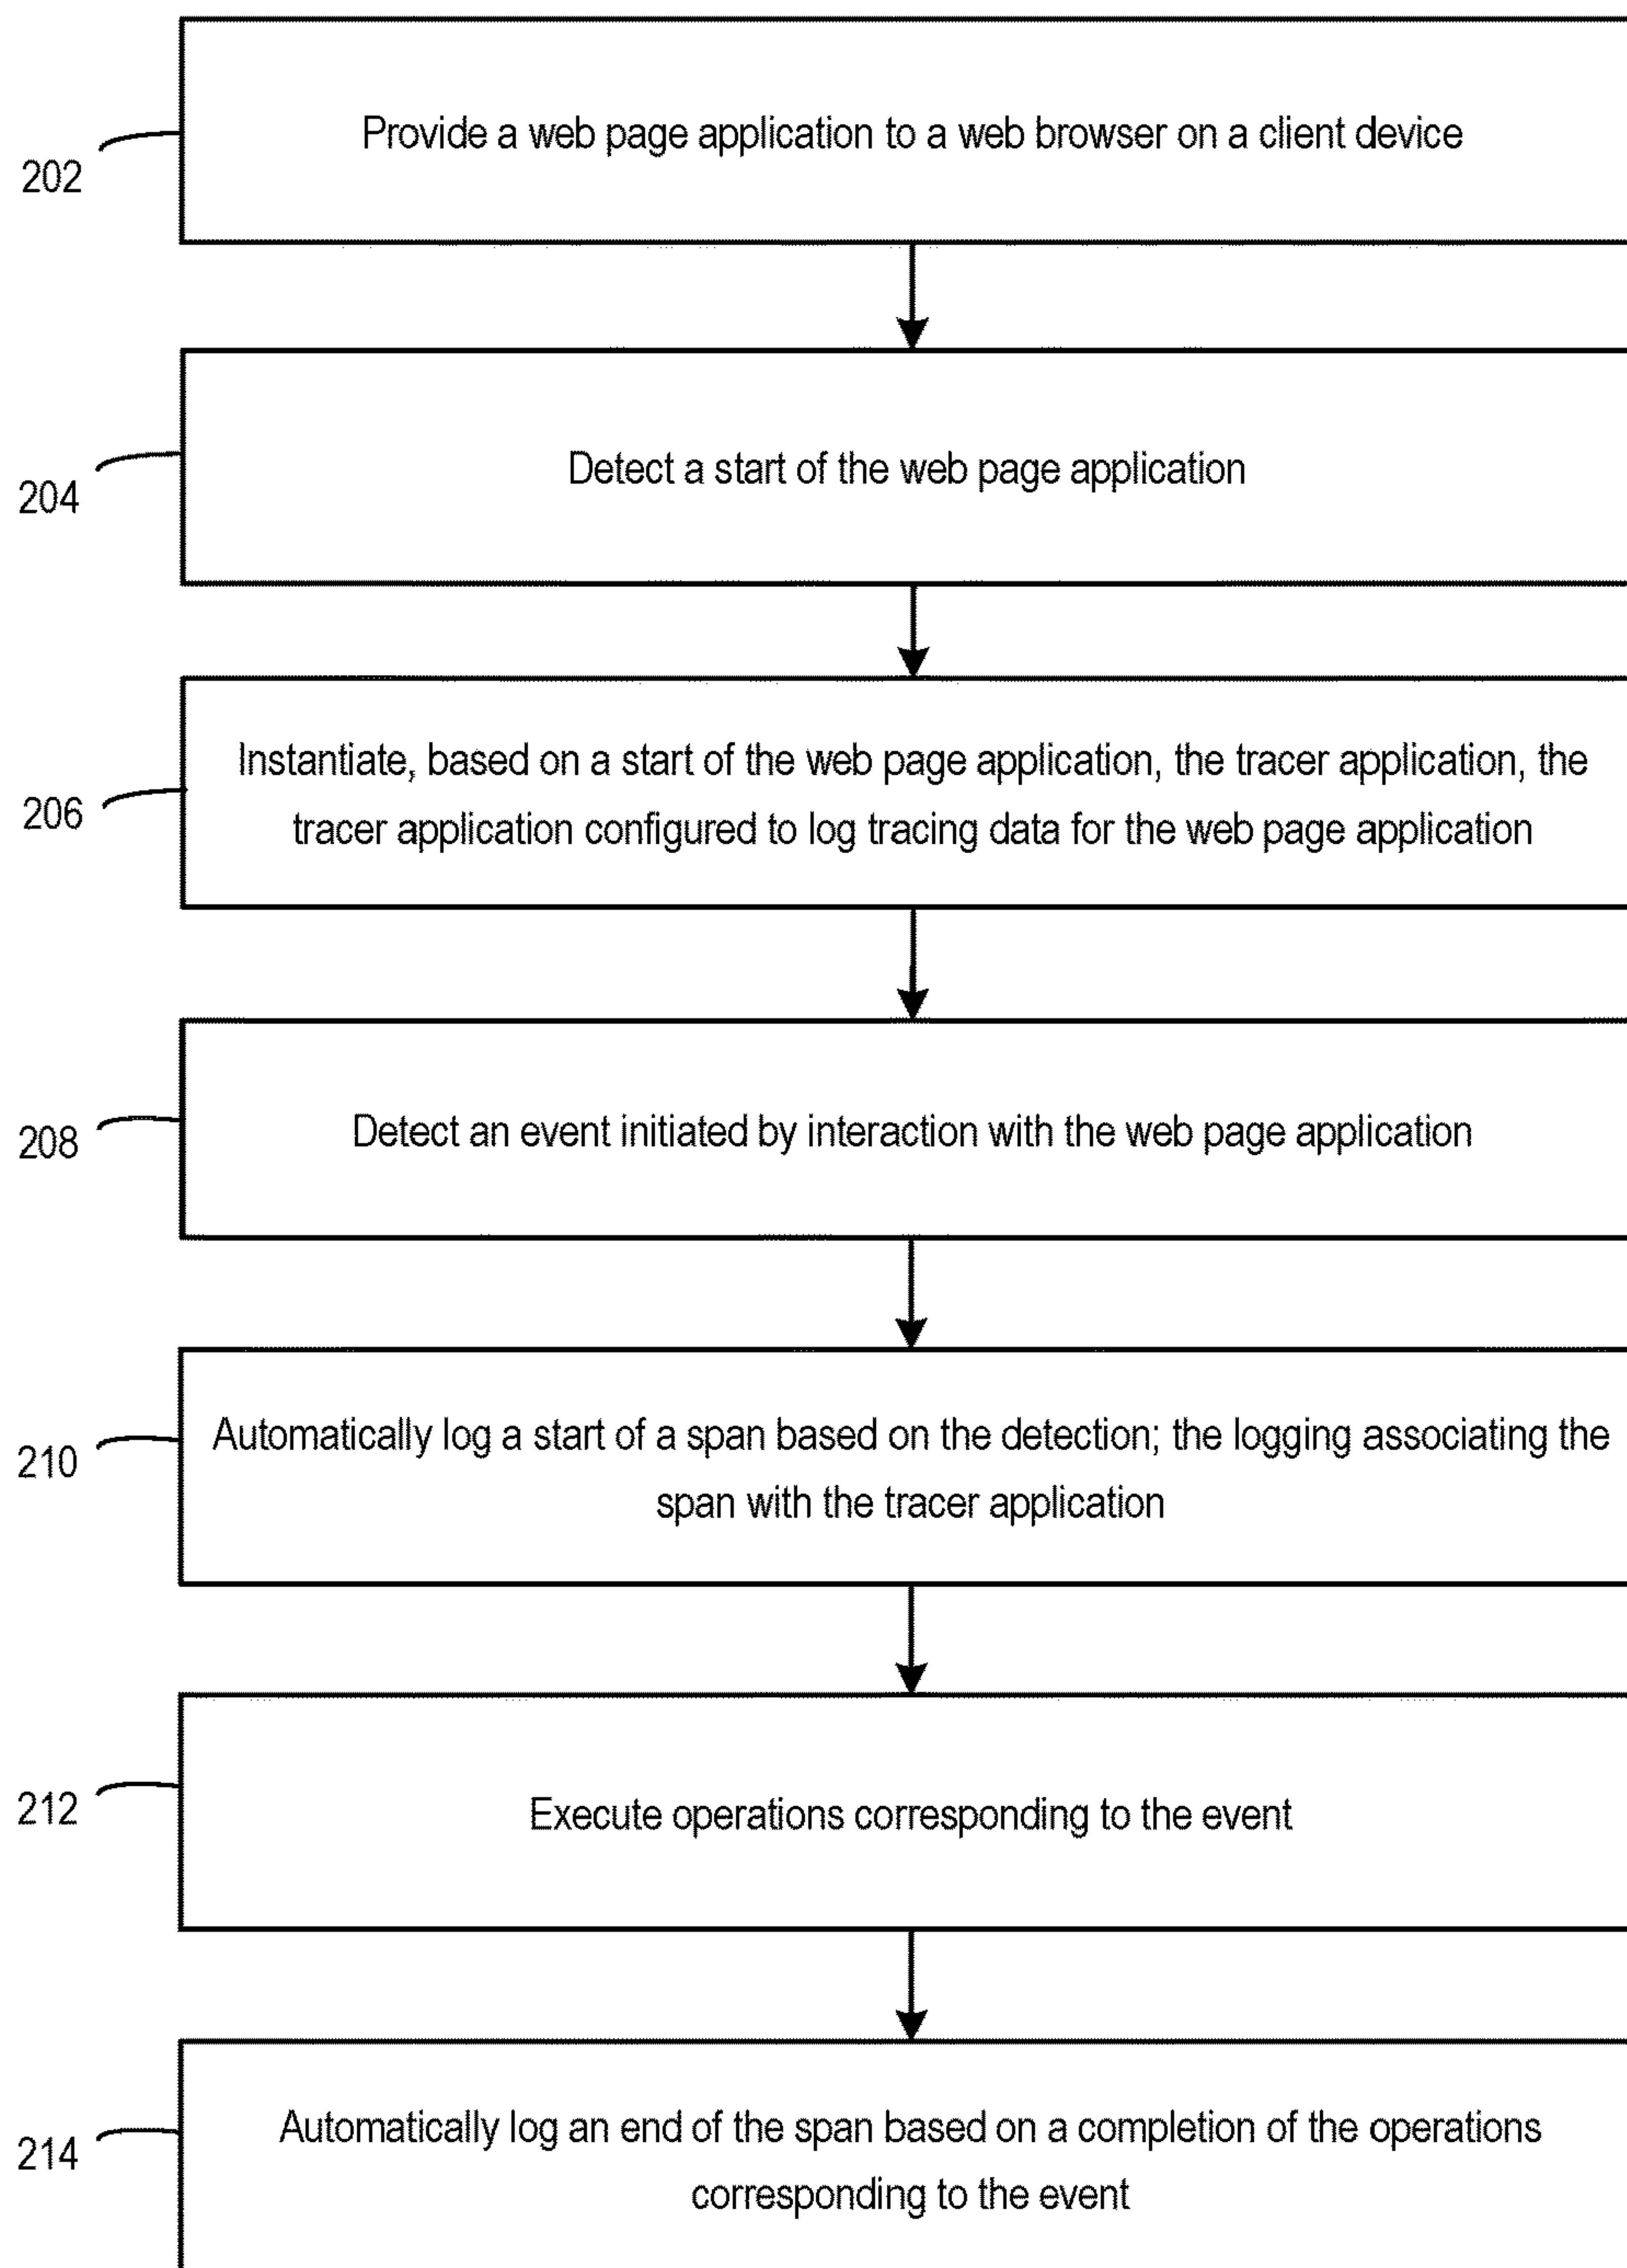 Provide a web page application to a web browser on a client device
202
Detect a start of the web page application
204
Instantiate, based on a start of the web page application, the tracer application, the
tracer application configured to log tracing data for the web page application
206
Detect an event initiated by interaction with the web page application
208
Automatically log a start of a span based on the detection; the logging associating the
span with the tracer application
210
Execute operations corresponding to the event
212
Automatically log an end of the span based on a completion of the operations
corresponding to the event
214